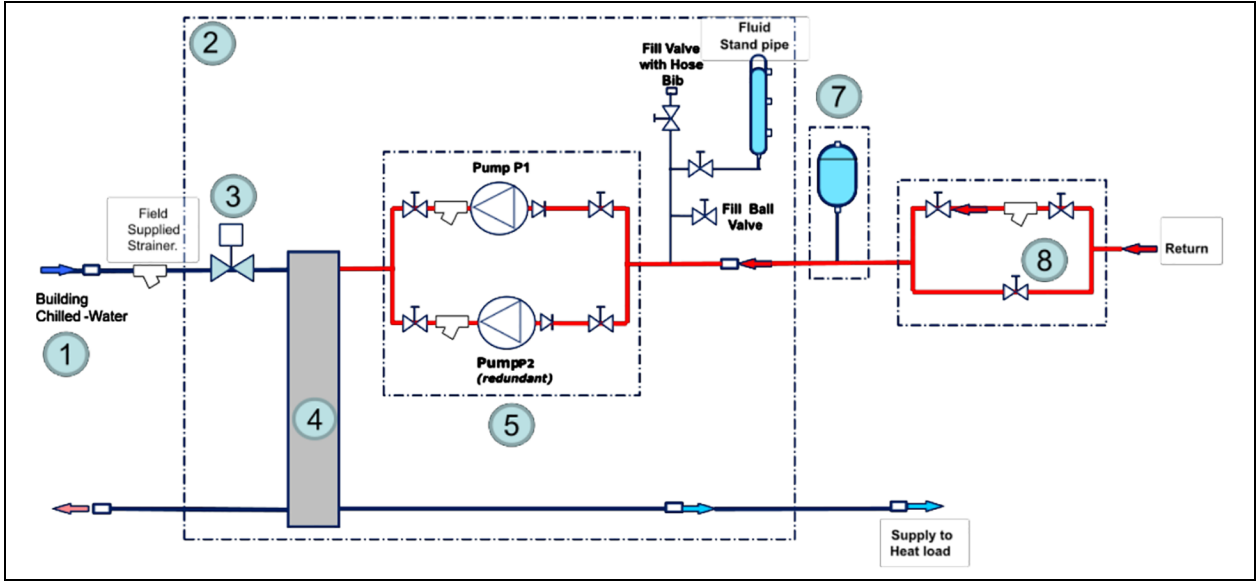 2
Fluid
Stand pipe
Fill Valve
with Hose
Bib
7
Pump P1
3
Field
Supplied
Strainer.
Fill Ball
Valve
8
Return
Building
Chilled -Water
1
PumpP2
(redundant)
4
5
Supply to
Heat load